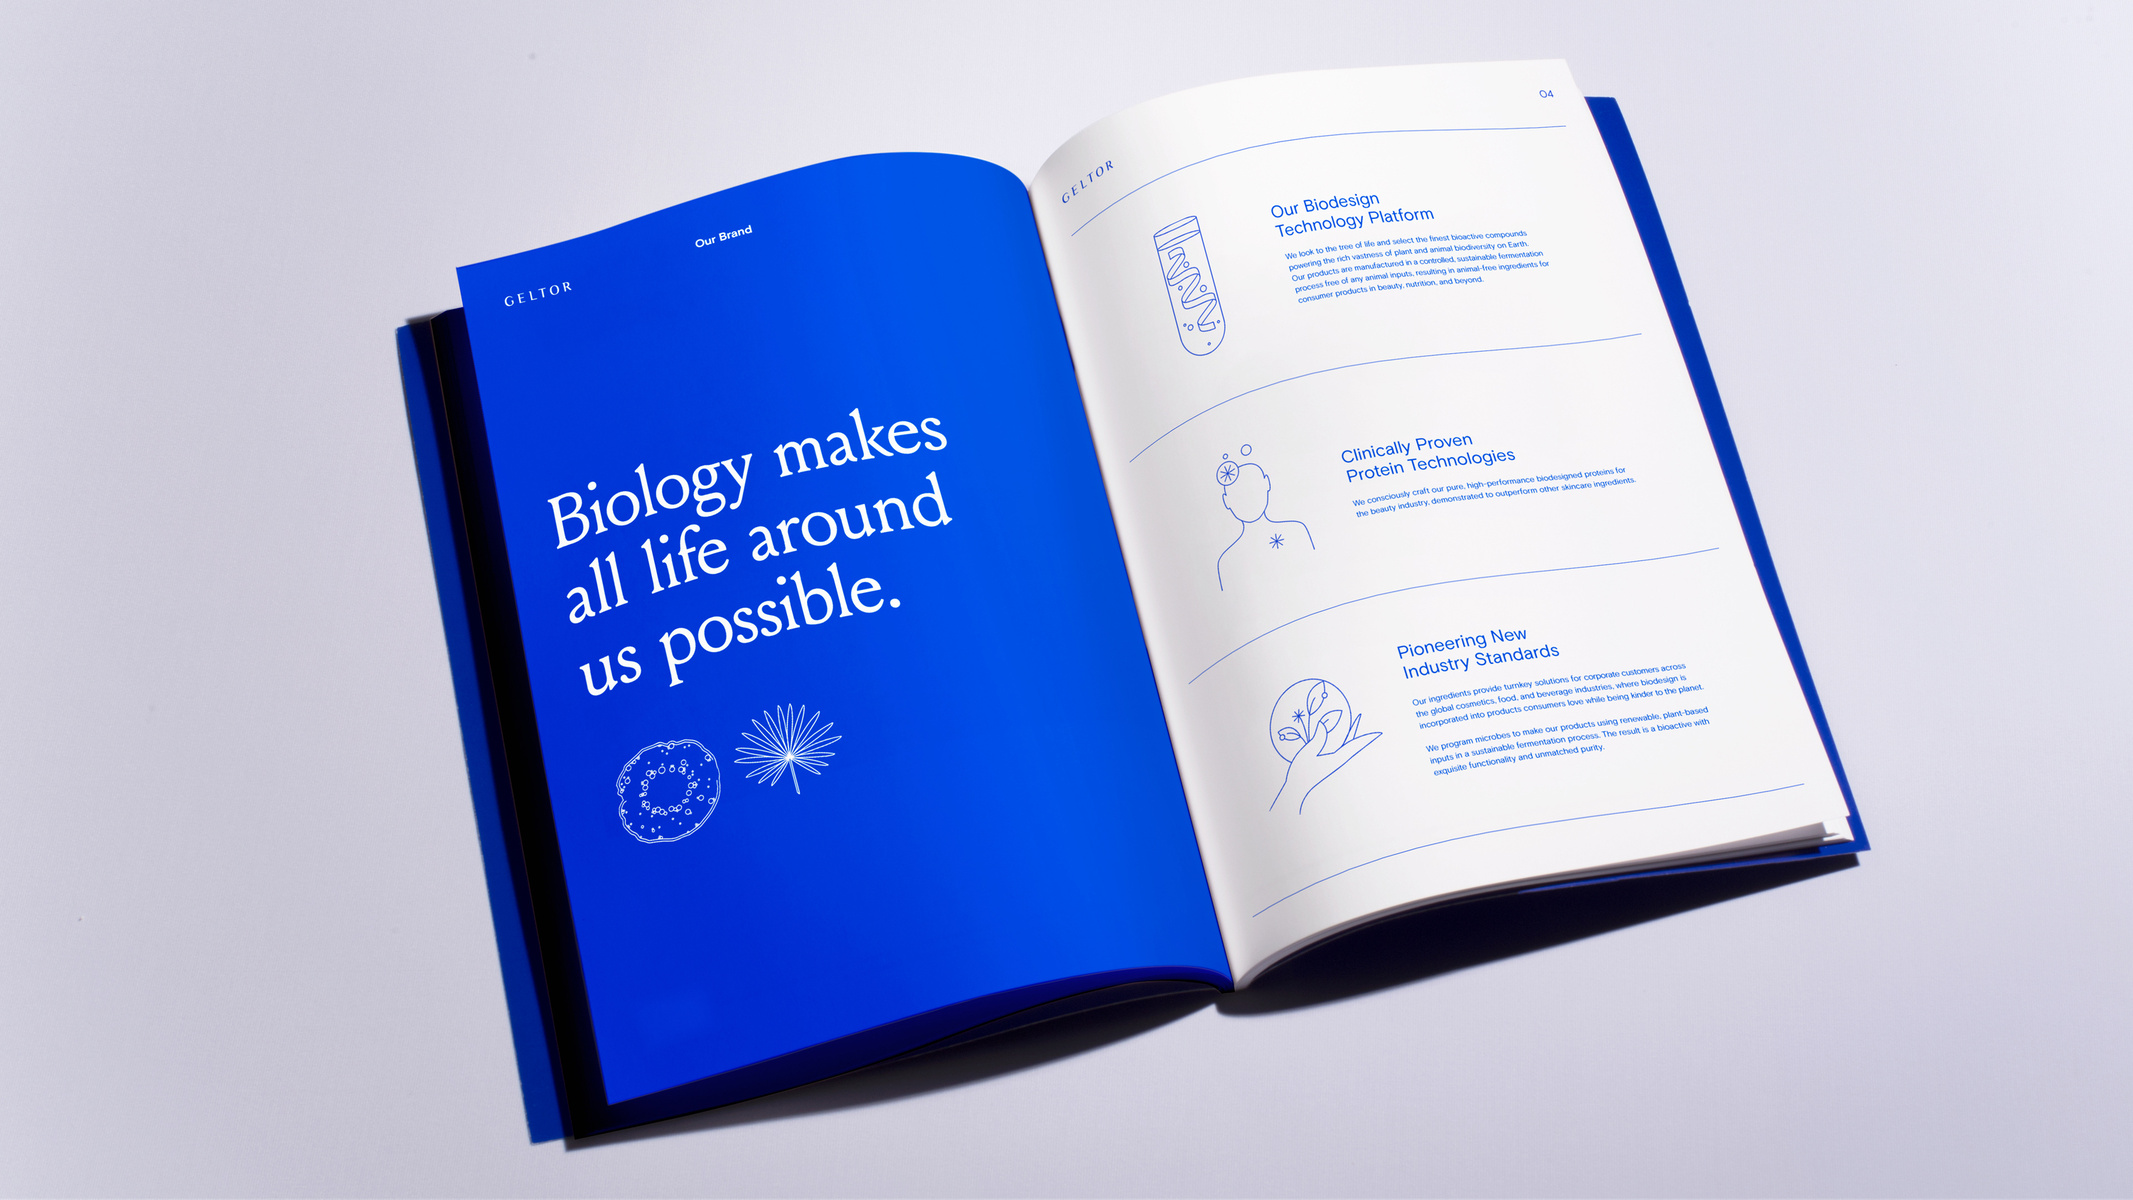 Our Brand
GELTOR
Biology makes
all life around
us possible.
04
GELTOR
Our Biodesign
Technology Platform
We look to the tree of life and select the finest bioactive compounds
powering the rich vastness of plant and animal biodiversity on Earth.
Our products are manufactured in a controlled, sustainable fermentation
process free of any animal inputs, resulting in animal-free ingredients for
consumer products in beauty, nutrition, and beyond.
Clinically Proven
Protein Technologies
We consciously craft our pure, high-performance biodesigned proteins for
the beauty industry, demonstrated to outperform other skincare ingredients.
Pioneering New
Industry Standards
Our ingredients provide turnkey solutions for corporate customers across
the global cosmetics, food, and beverage industries, where biodesign is
incorporated into products consumers love while being kinder to the planet.
We program microbes to make our products using renewable, plant-based
inputs in a sustainable fermentation process. The result is a bioactive with
exquisite functionality and unmatched purity.